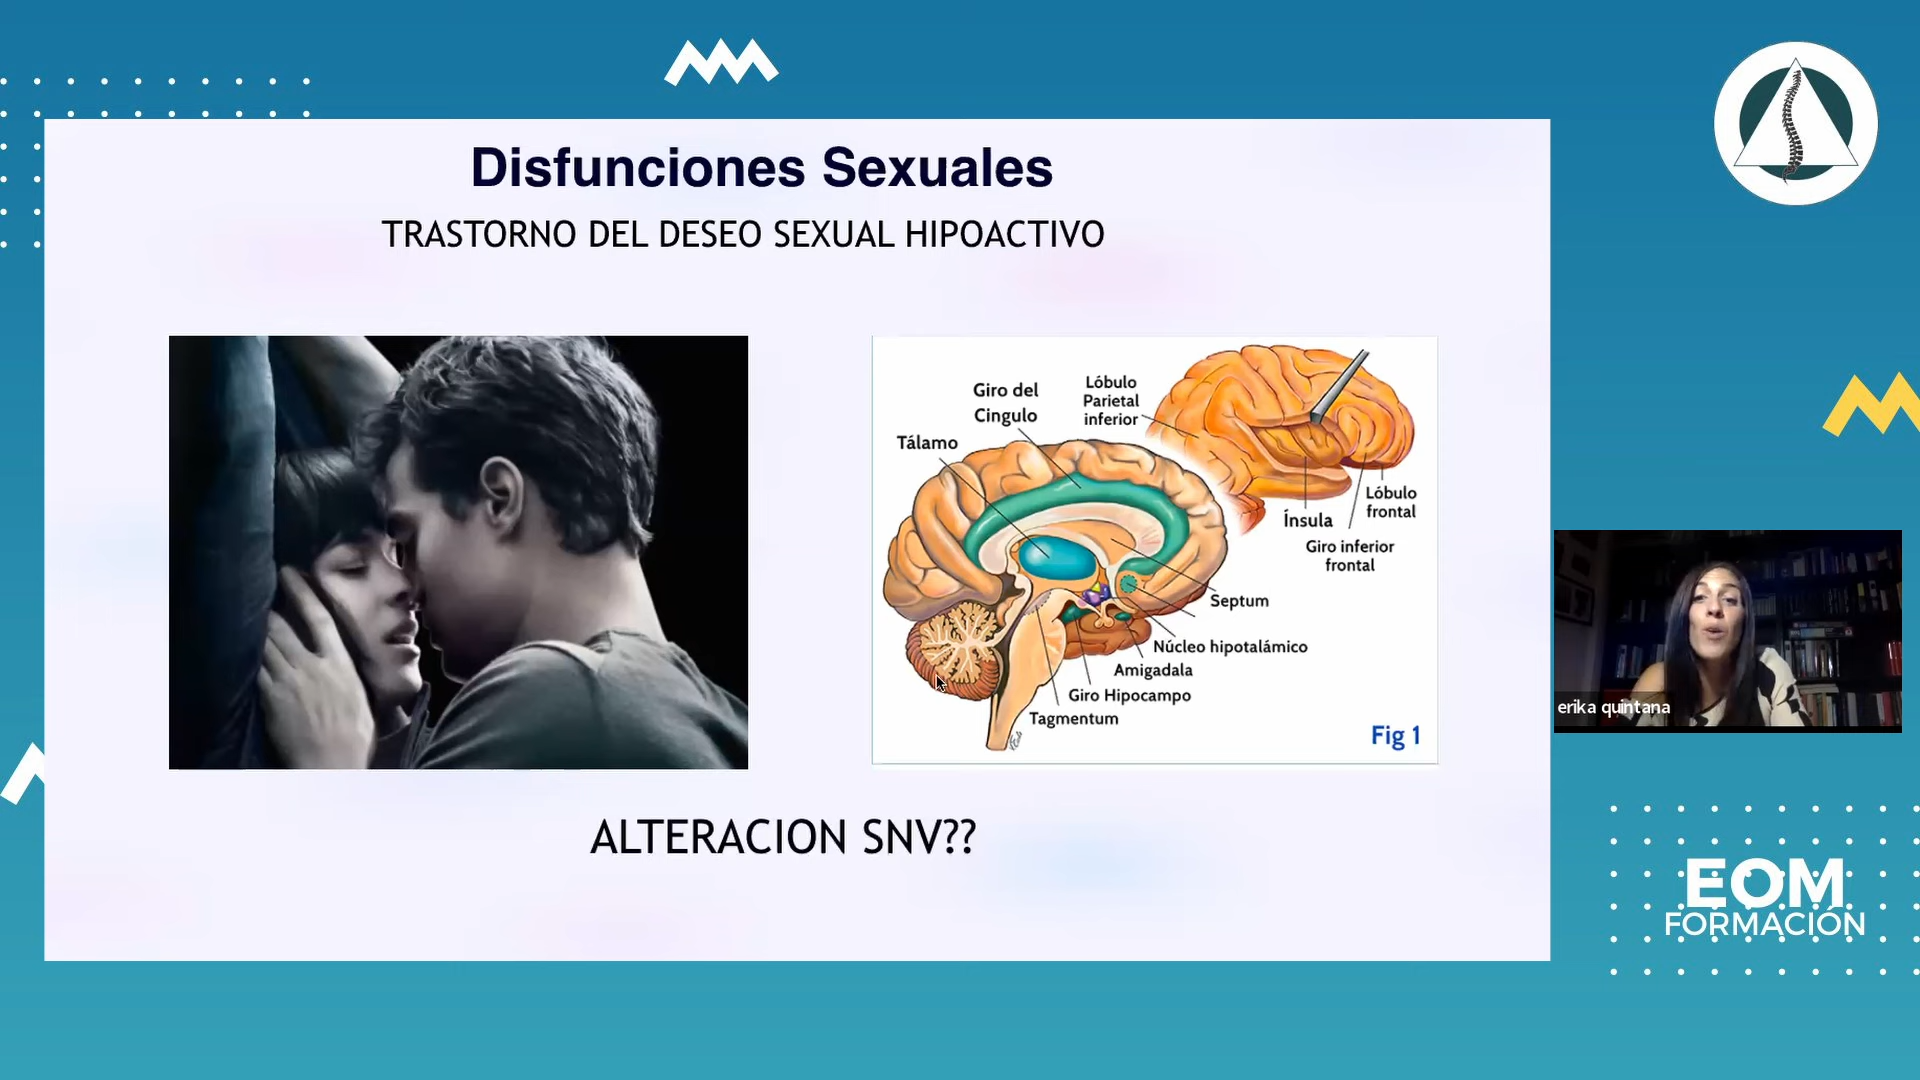 Disfunciones Sexuales
TRASTORNO DEL DESEO SEXUAL HIPOACTIVO
Giro del
Cingulo
Lóbulo
Parietal
inferior
Tálamo
Lóbulo
frontal
Ínsula
Giro inferior
frontal
Septum
Núcleo hipotalámico
Amigadala
Giro Hipocampo
Tagmentum
Fig 1
ALTERACION SNV??
erika quintana
EOM
FORMACIÓN